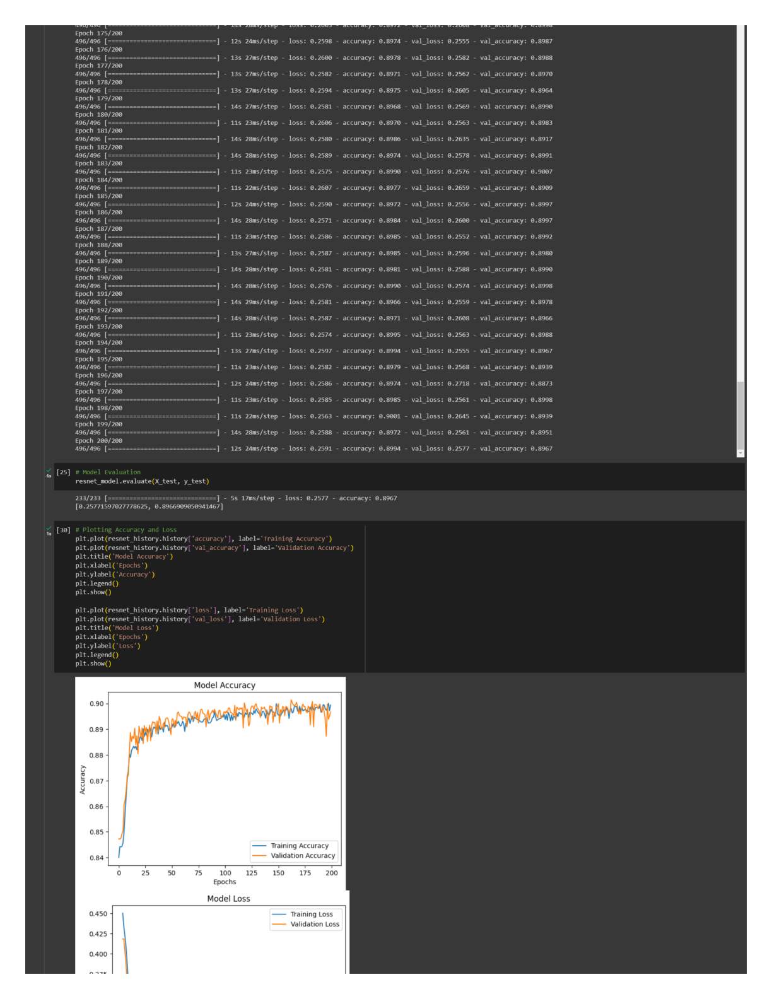 496/496 [==============================] - 14s 28ms/step - loss: 0.2605 - accuracy: 0.8972 - val_loss: 0.2608 - val_accuracy: 0.8998
Epoch 175/200
496/496 [==============================] - 12s 24ms/step - loss: 0.2598 - accuracy: 0.8974 - val_loss: 0.2555 - val_accuracy: 0.8987
Epoch 176/200
496/496 [==============================] - 13s 27ms/step - loss: 0.2600 - accuracy: 0.8978 - val_loss: 0.2582 - val_accuracy: 0.8988
Epoch 177/200
496/496 [==============================] - 13s 27ms/step - loss: 0.2582 - accuracy: 0.8971 - val_loss: 0.2562 - val_accuracy: 0.8970
Epoch 178/200
496/496 [==============================] - 13s 27ms/step - loss: 0.2594 - accuracy: 0.8975 - val_loss: 0.2605 - val_accuracy: 0.8964
Epoch 179/200
496/496 [==============================] - 14s 27ms/step - loss: 0.2581 - accuracy: 0.8968 - val_loss: 0.2569 - val_accuracy: 0.8990
Epoch 180/200
496/496 [==============================] - 11s 23ms/step - loss: 0.2606 - accuracy: 0.8970 - val_loss: 0.2563 - val_accuracy: 0.8983
Epoch 181/200
496/496 [==============================] - 14s 28ms/step - loss: 0.2580 - accuracy: 0.8986 - val_loss: 0.2635 - val_accuracy: 0.8917
Epoch 182/200
496/496 [==============================] - 14s 28ms/step - loss: 0.2589 - accuracy: 0.8974 - val_loss: 0.2578 - val_accuracy: 0.8991
Epoch 183/200
496/496 [==============================] - 11s 23ms/step - loss: 0.2575 - accuracy: 0.8990 - val_loss: 0.2576 - val_accuracy: 0.9007
Epoch 184/200
496/496 [==============================] - 11s 22ms/step - loss: 0.2607 - accuracy: 0.8977 - val_loss: 0.2659 - val_accuracy: 0.8909
Epoch 185/200
496/496 [==============================] - 12s 24ms/step - loss: 0.2590 - accuracy: 0.8972 - val_loss: 0.2556 - val_accuracy: 0.8997
Epoch 186/200
496/496 [==============================] - 14s 28ms/step - loss: 0.2571 - accuracy: 0.8984 - val_loss: 0.2600 - val_accuracy: 0.8997
Epoch 187/200
496/496 [==============================] - 11s 23ms/step - loss: 0.2586 - accuracy: 0.8985 - val_loss: 0.2552 - val_accuracy: 0.8992
Epoch 188/200
496/496 [==============================] - 13s 27ms/step - loss: 0.2587 - accuracy: 0.8985 - val_loss: 0.2596 - val_accuracy: 0.8980
Epoch 189/200
496/496 [==============================] - 14s 28ms/step - loss: 0.2581 - accuracy: 0.8981 - val_loss: 0.2588 - val_accuracy: 0.8990
Epoch 190/200
496/496 [==============================] - 14s 28ms/step - loss: 0.2576 - accuracy: 0.8990 - val_loss: 0.2574 - val_accuracy: 0.8998
Epoch 191/200
496/496 [==============================] - 14s 29ms/step - loss: 0.2581 - accuracy: 0.8966 - val_loss: 0.2559 - val_accuracy: 0.8978
Epoch 192/200
496/496 [==============================] - 14s 28ms/step - loss: 0.2587 - accuracy: 0.8971 - val_loss: 0.2608 - val_accuracy: 0.8966
Epoch 193/200
496/496 [==============================] - 11s 23ms/step - loss: 0.2574 - accuracy: 0.8995 - val_loss: 0.2563 - val_accuracy: 0.8988
Epoch 194/200
496/496 [==============================] - 13s 27ms/step - loss: 0.2597 - accuracy: 0.8994 - val_loss: 0.2555 - val_accuracy: 0.8967
Epoch 195/200
496/496 [==============================] - 11s 23ms/step - loss: 0.2582 - accuracy: 0.8979 - val_loss: 0.2568 - val_accuracy: 0.8939
Epoch 196/200
496/496 [==============================] - 12s 24ms/step - loss: 0.2586 - accuracy: 0.8974 - val_loss: 0.2718 - val_accuracy: 0.8873
Epoch 197/200
496/496 [==============================] - 11s 23ms/step - loss: 0.2585 - accuracy: 0.8985 - val_loss: 0.2561 - val_accuracy: 0.8998
Epoch 198/200
496/496 [==============================] - 11s 22ms/step - loss: 0.2563 - accuracy: 0.9001 - val_loss: 0.2645 - val_accuracy: 0.8939
Epoch 199/200
496/496 [==============================] - 14s 28ms/step - loss: 0.2588 - accuracy: 0.8972 - val_loss: 0.2561 - val_accuracy: 0.8951
Epoch 200/200
496/496 [==============================] - 12s 24ms/step - loss: 0.2591 - accuracy: 0.8994 - val_loss: 0.2577 - val_accuracy: 0.8967
6s
[25] # Model Evaluation
resnet_model.evaluate(X_test, y_test)
233/233 [==============================] - 5s 17ms/step - loss: 0.2577 - accuracy: 0.8967
[0.25771597027778625, 0.8966909050941467]
1s
[30] # Plotting Accuracy and Loss
plt.plot(resnet_history.history['accuracy'], label='Training Accuracy')
plt.plot(resnet_history.history['val_accuracy'], label='Validation Accuracy')
plt.title('Model Accuracy')
plt.xlabel('Epochs')
plt.ylabel('Accuracy')
plt.legend()
plt.show()
plt.plot(resnet_history.history['loss'], label='Training Loss')
plt.plot(resnet_history.history['val_loss'], label='Validation Loss')
plt.title('Model Loss')
plt.xlabel('Epochs')
plt.ylabel('Loss')
plt.legend()
plt.show()
Model Accuracy
0.90
0.89
0.88
0.87
0.86
0.85
0.84
Accuracy
Training Accuracy
Validation Accuracy
0 25 50 75 100 125 150 175 200
Epochs
Model Loss
0.450
0.425
0.400
0.375
Training Loss
Validation Loss